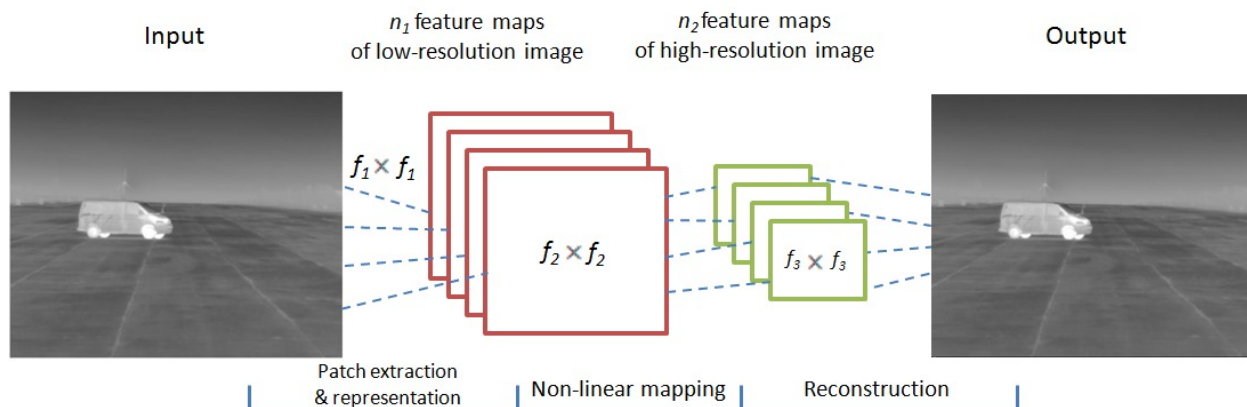 Input
n₁ feature maps
of low-resolution image
n₂ feature maps
of high-resolution image
Output
f₁ × f₁
f₂ × f₂
f₃ × f₃
Patch extraction
& representation
Non-linear mapping
Reconstruction